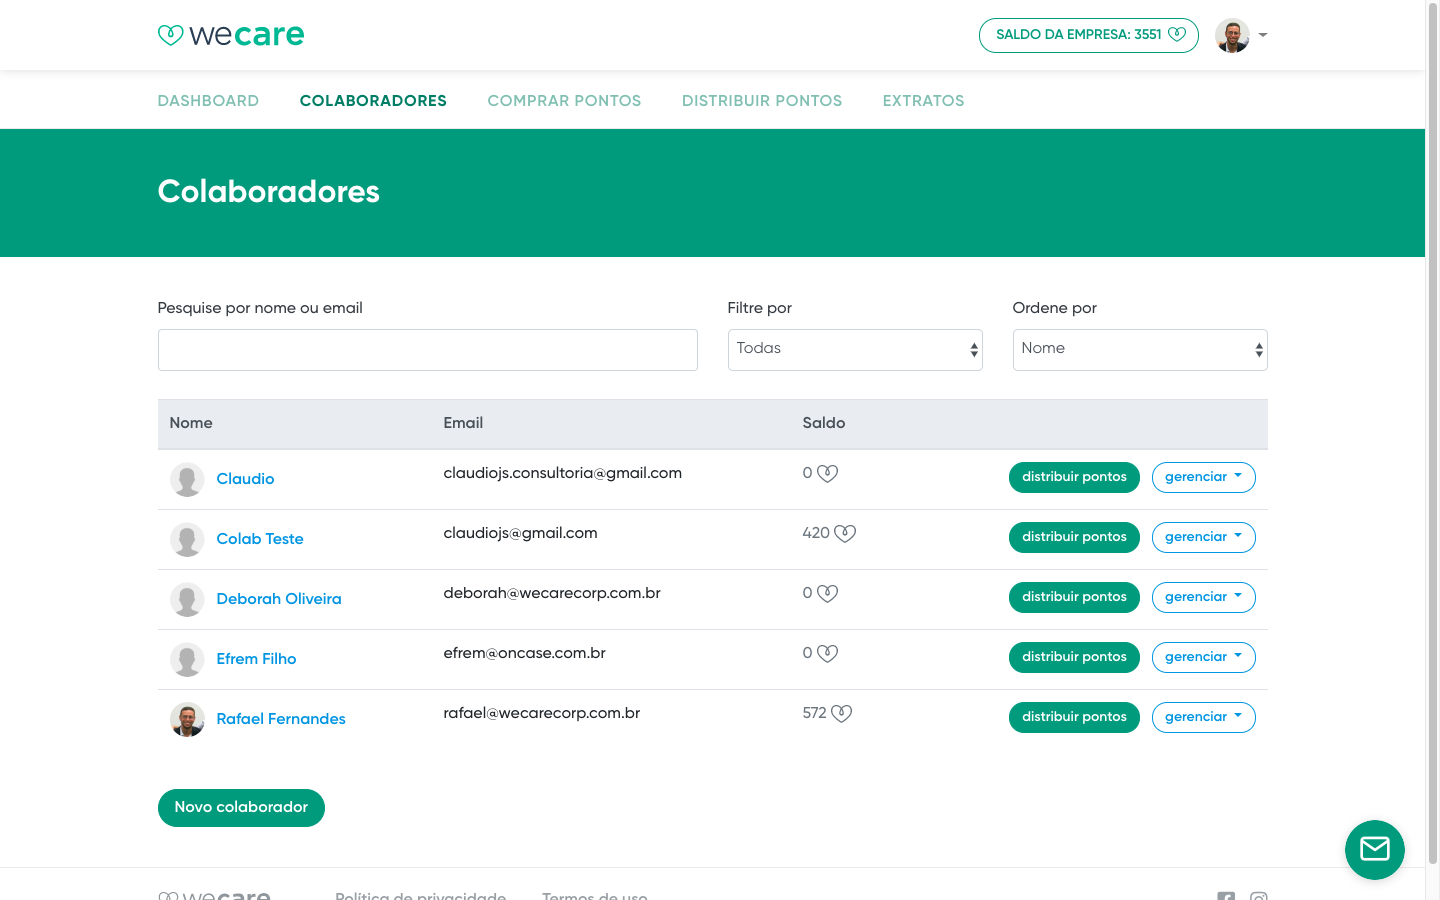 wecare
SALDO DA EMPRESA: 3551
DASHBOARD
COLABORADORES
COMPRAR PONTOS
DISTRIBUIR PONTOS
EXTRATOS
Colaboradores
Pesquise por nome ou email
Filtre por
Ordene por
Todas
Nome
Nome
Email
Saldo
Claudio
claudiojs.consultoria@gmail.com
0
distribuir pontos
gerenciar
Colab Teste
claudiojs@gmail.com
420
distribuir pontos
gerenciar
Deborah Oliveira
deborah@wecarecorp.com.br
0
distribuir pontos
gerenciar
Efrem Filho
efrem@oncase.com.br
0
distribuir pontos
gerenciar
Rafael Fernandes
rafael@wecarecorp.com.br
572
distribuir pontos
gerenciar
Novo colaborador
wecare
Política de privacidade
Termos de uso